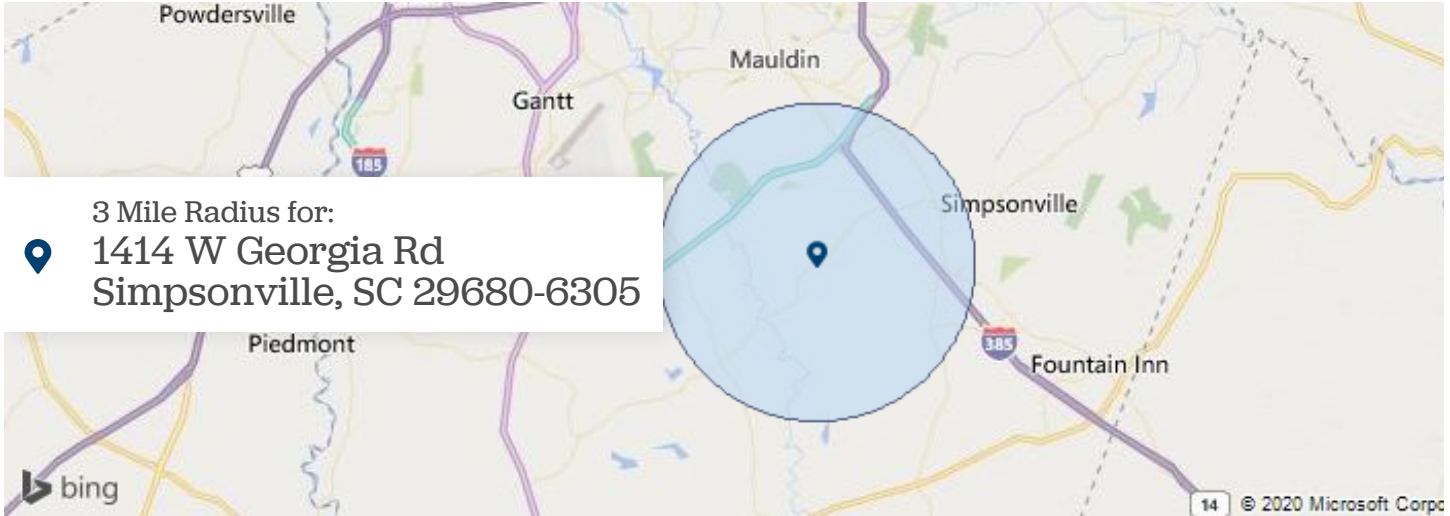 Powdersville
Mauldin
Gantt
185
3 Mile Radius for:
1414 W Georgia Rd
Simpsonville, SC 29680-6305
Simpsonville
Piedmont
385
Fountain Inn
bing
14
© 2020 Microsoft Corpo